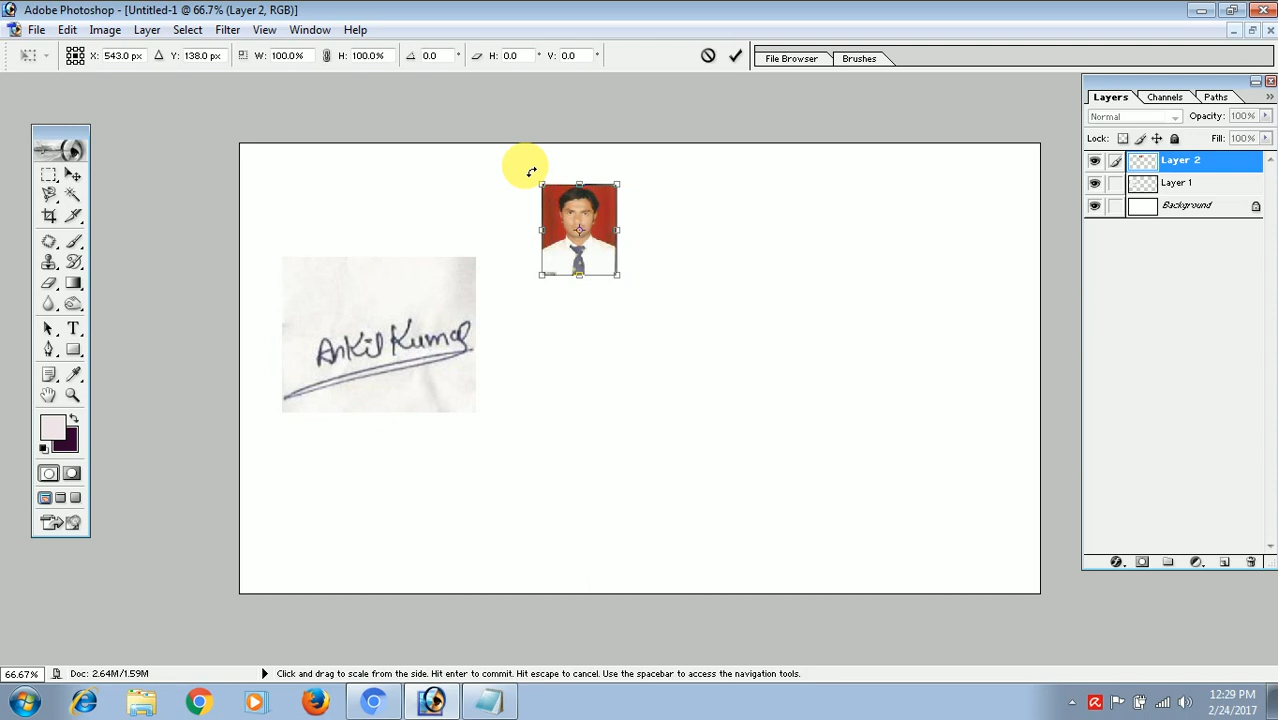 Adobe Photoshop - [Untitled-1 @ 66.7% (Layer 2, RGB)]
File Edit Image Layer Select Filter View Window Help
X: 543.0 px Y: 138.0 px W: 100.0% H: 100.0% 0.0 ° H: 0.0 ° V: 0.0 ° File Browser Brushes
Layers Channels Paths
Normal Opacity: 100%
Lock: Fill: 100%
Layer 2
Layer 1
Background
Ankit Kumar
66.67% Doc: 2.64M/1.59M Click and drag to scale from the side. Hit enter to commit. Hit escape to cancel. Use the spacebar to access the navigation tools.
12:29 PM
2/24/2017